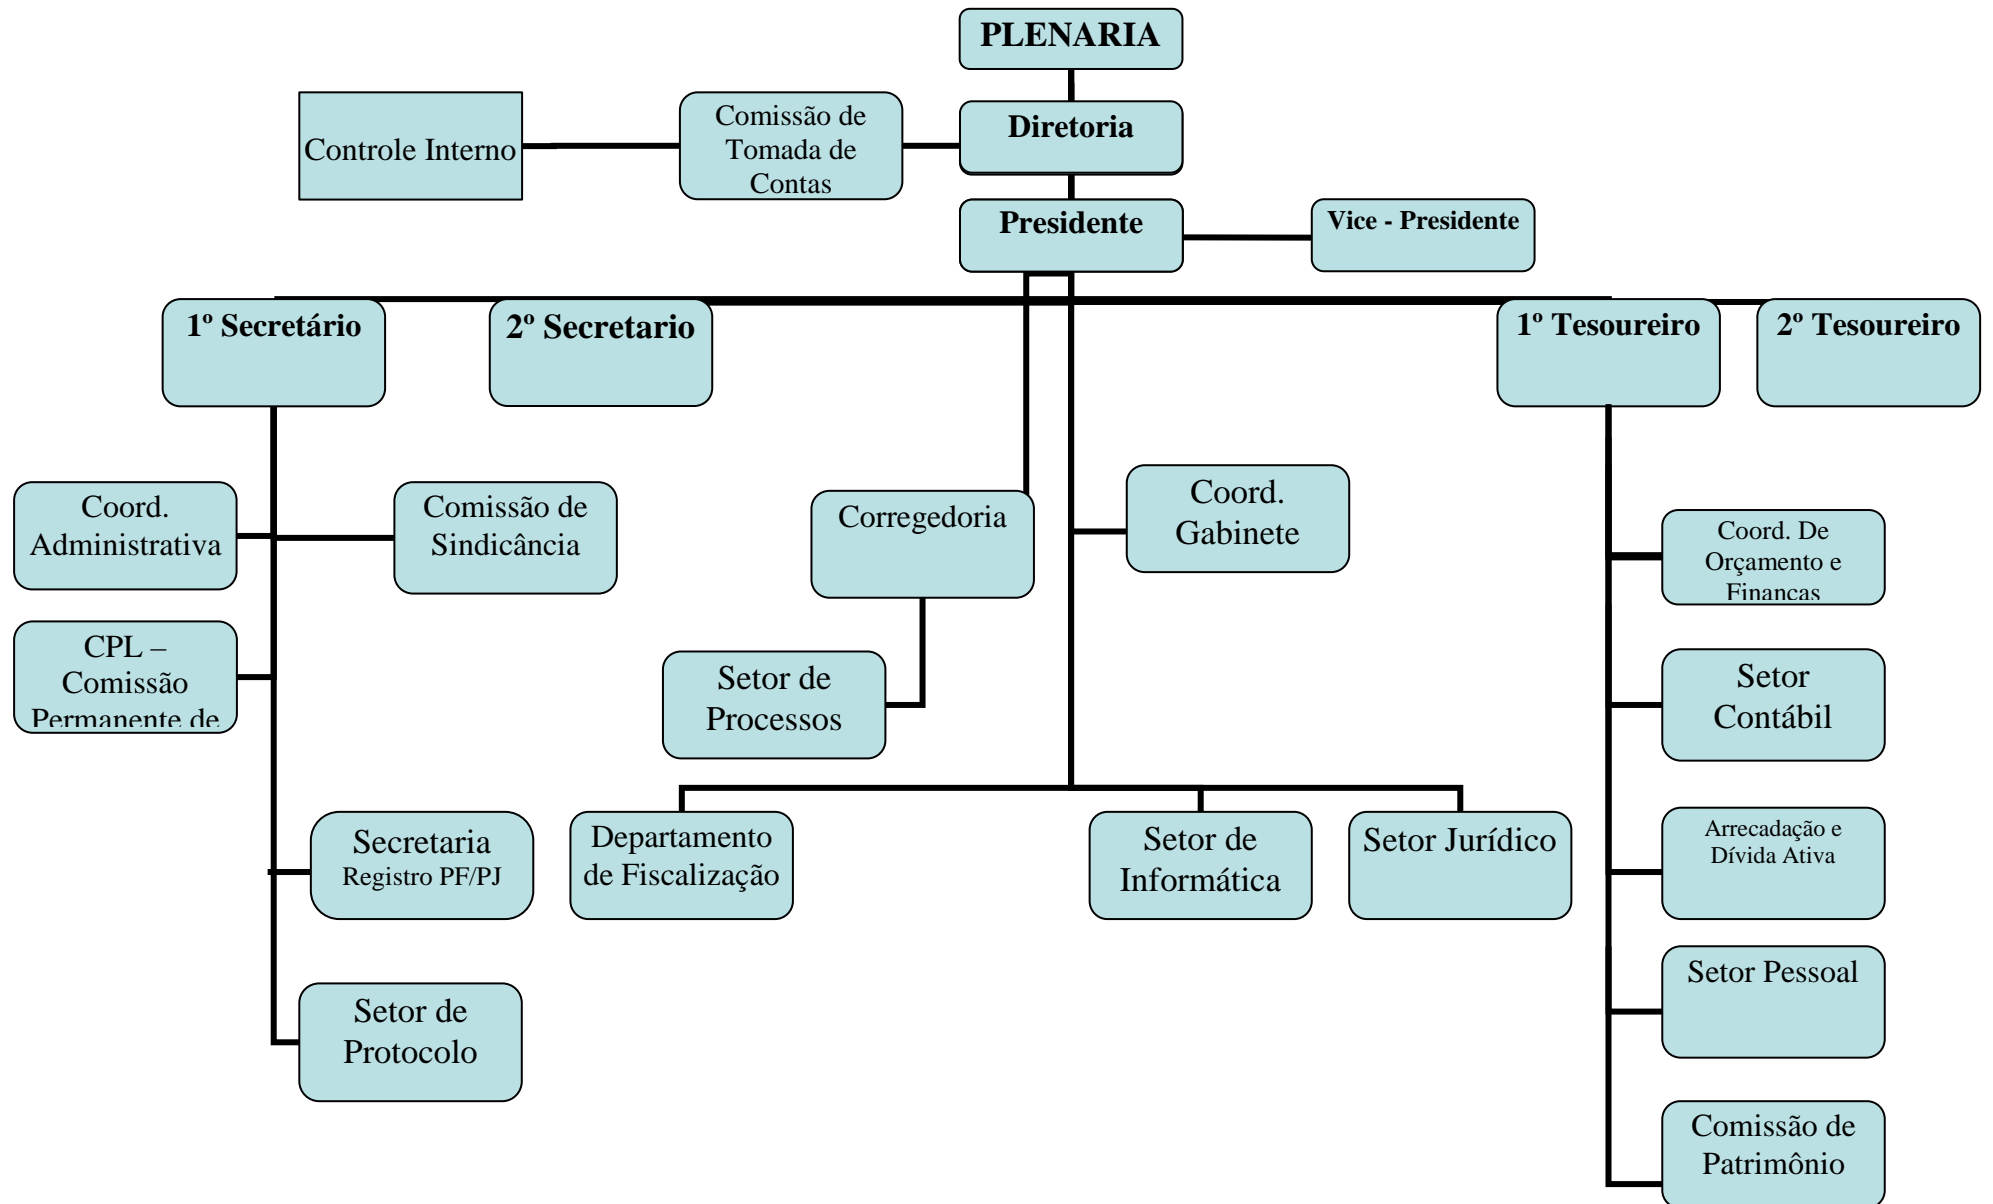 PLENARIA
Controle Interno
Comissão de
Tomada de
Contas
Diretoria
Presidente
Vice - Presidente
1º Secretário
2º Secretario
1º Tesoureiro
2º Tesoureiro
Coord.
Administrativa
Comissão de
Sindicância
Corregedoria
Coord.
Gabinete
Coord. De
Orçamento e
Finanças
CPL –
Comissão
Permanente de
Setor de
Processos
Setor
Contábil
Secretaria
Registro PF/PJ
Departamento
de Fiscalização
Setor de
Informática
Setor Jurídico
Arrecadação e
Dívida Ativa
Setor Pessoal
Setor de
Protocolo
Comissão de
Patrimônio